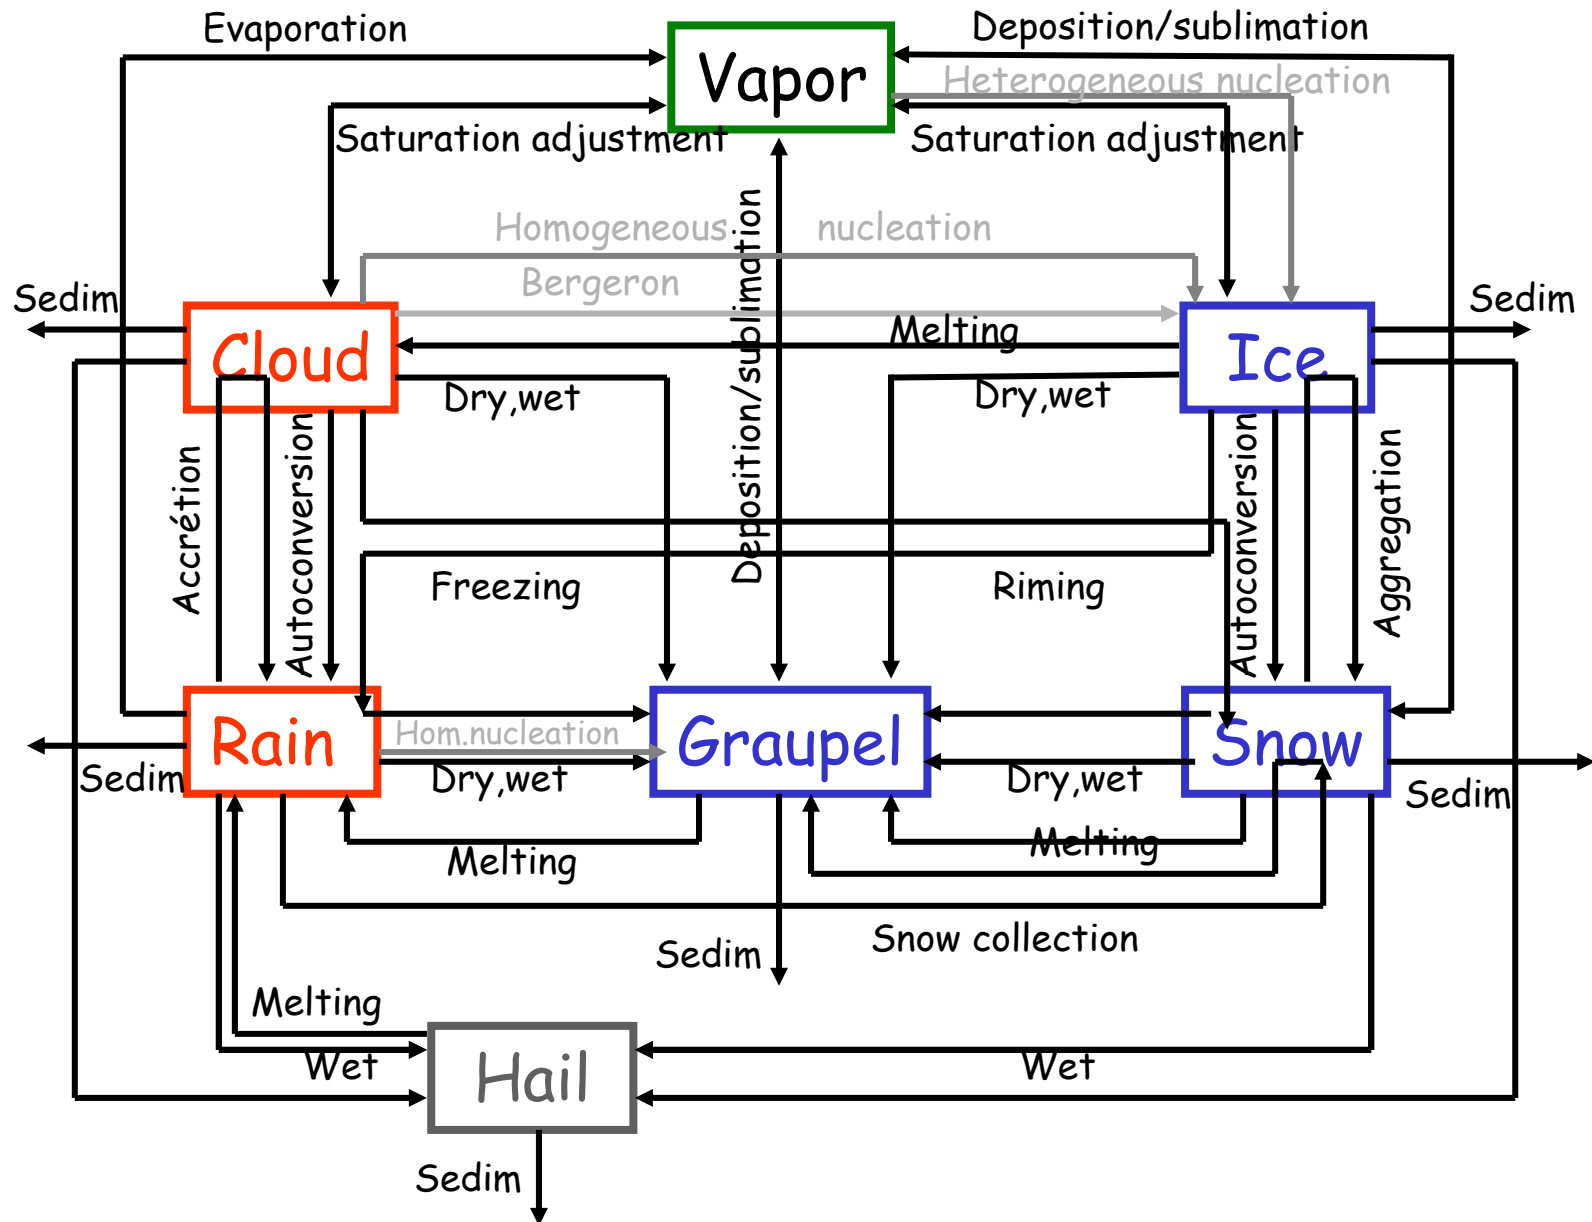 Evaporation
Deposition/sublimation
Vapor
Heterogeneous nucleation
Saturation adjustment
Saturation adjustment
Deposition/sublimation
Homogeneous nucleation
Bergeron
Sedim
Sedim
Cloud
Melting
Ice
Dry,wet
Dry,wet
Accrétion
Autoconversion
Autoconversion
Aggregation
Freezing
Riming
Rain
Hom.nucleation
Graupel
Snow
Sedim
Dry,wet
Dry,wet
Sedim
Melting
Melting
Snow collection
Sedim
Melting
Wet
Hail
Wet
Sedim